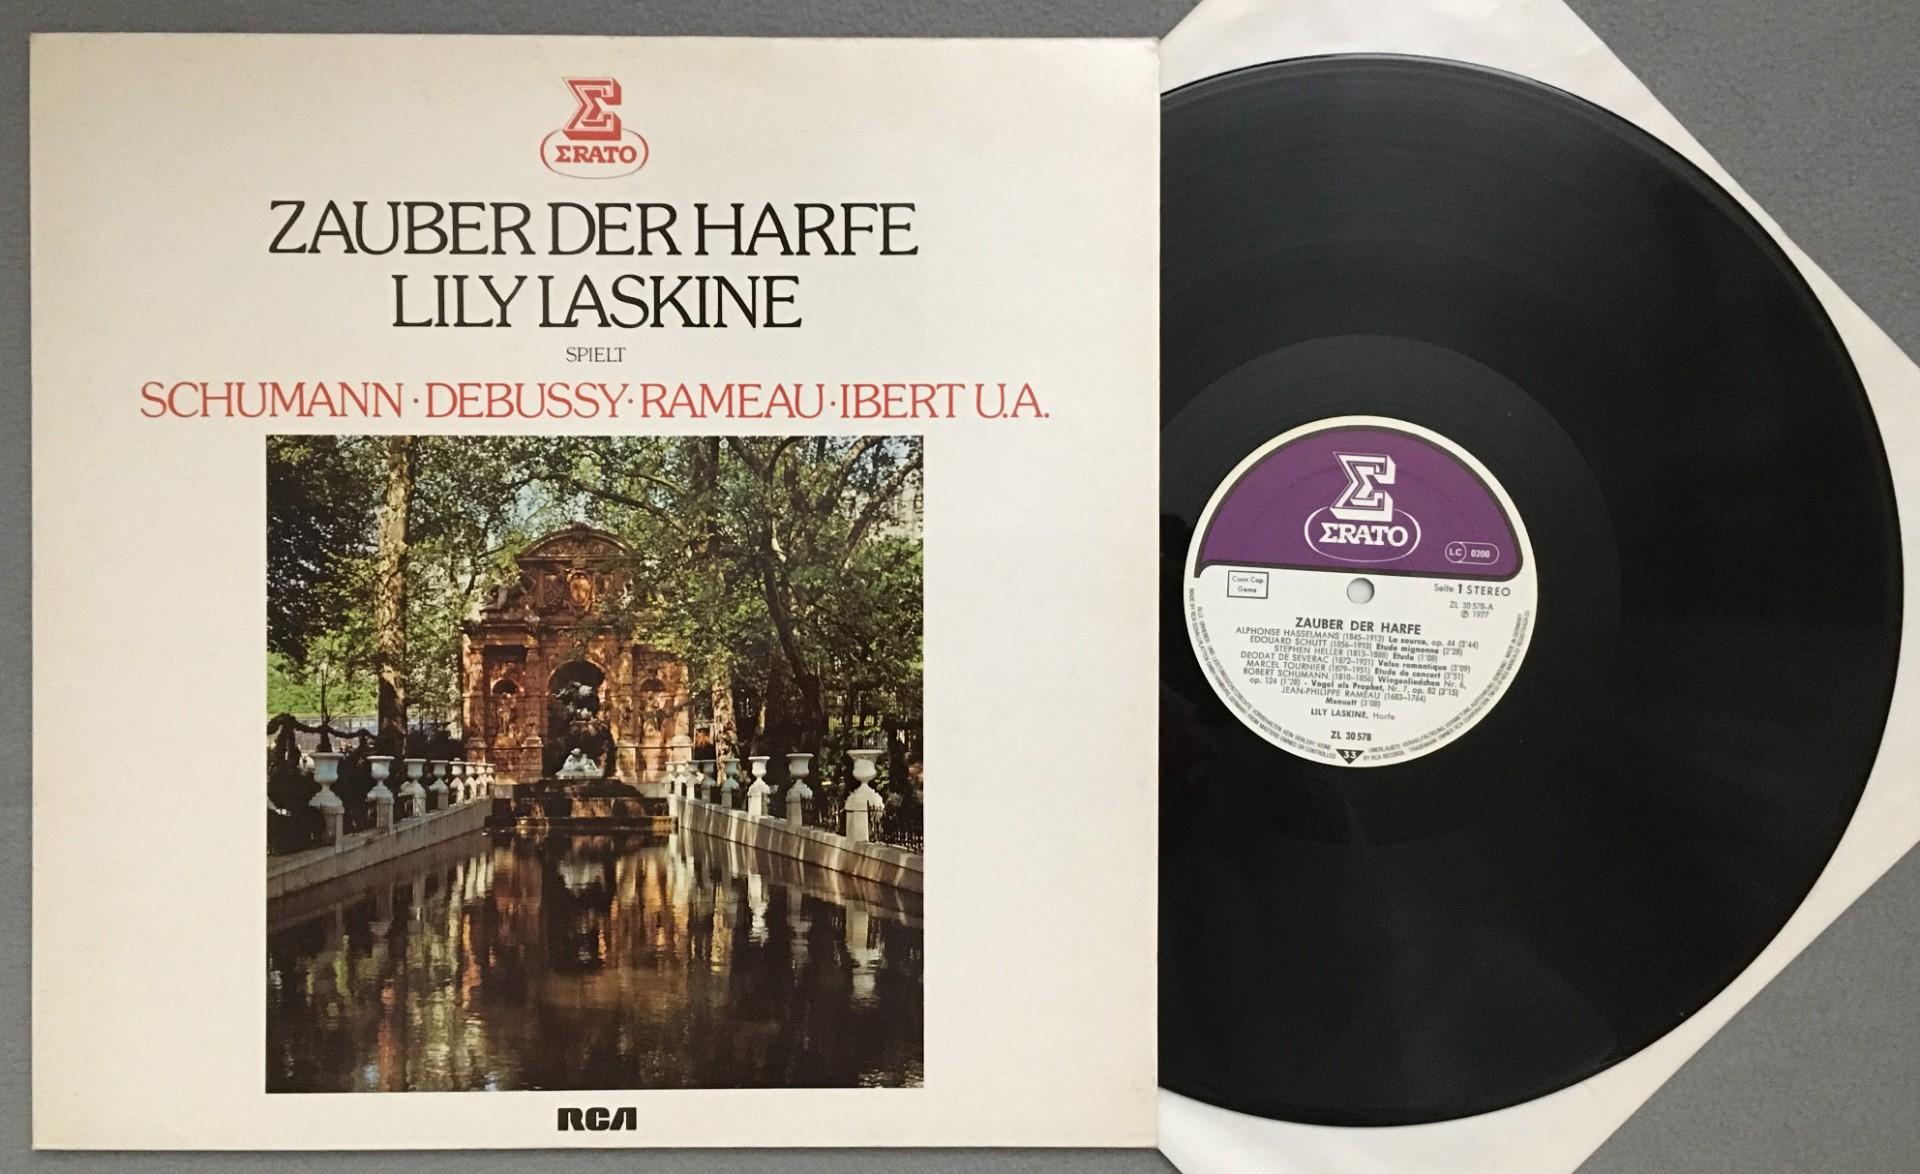 ΣRATO
ZAUBER DER HARFE
LILY LASKINE
SPIELT
SCHUMANN · DEBUSSY · RAMEAU · IBERT U.A.
RCA
ΣRATO
LC 0200
Seite 1 STEREO
ZL 30 578-A
℗ 1977
Gema
ZAUBER DER HARFE
ALPHONSE HASSELMANS (1845–1912) La source, op. 44 (3'44)
EDOUARD SCHUTT (1856–1933) Etude mignonne (2'28)
STEPHEN HELLER (1813–1888) Etude (1'08)
DEODAT DE SEVERAC (1872–1921) Valse romantique (3'09)
MARCEL TOURNIER (1879–1951) Etude de concert (3'51)
ROBERT SCHUMANN (1810–1856) Wiegenliedchen Nr. 6,
op. 124 (1'28) - Vogel als Prophet, Nr. 7, op. 82 (3'15)
JEAN-PHILIPPE RAMEAU (1683–1764)
Menuett (3'08)
LILY LASKINE, Harfe
ZL 30 578
33